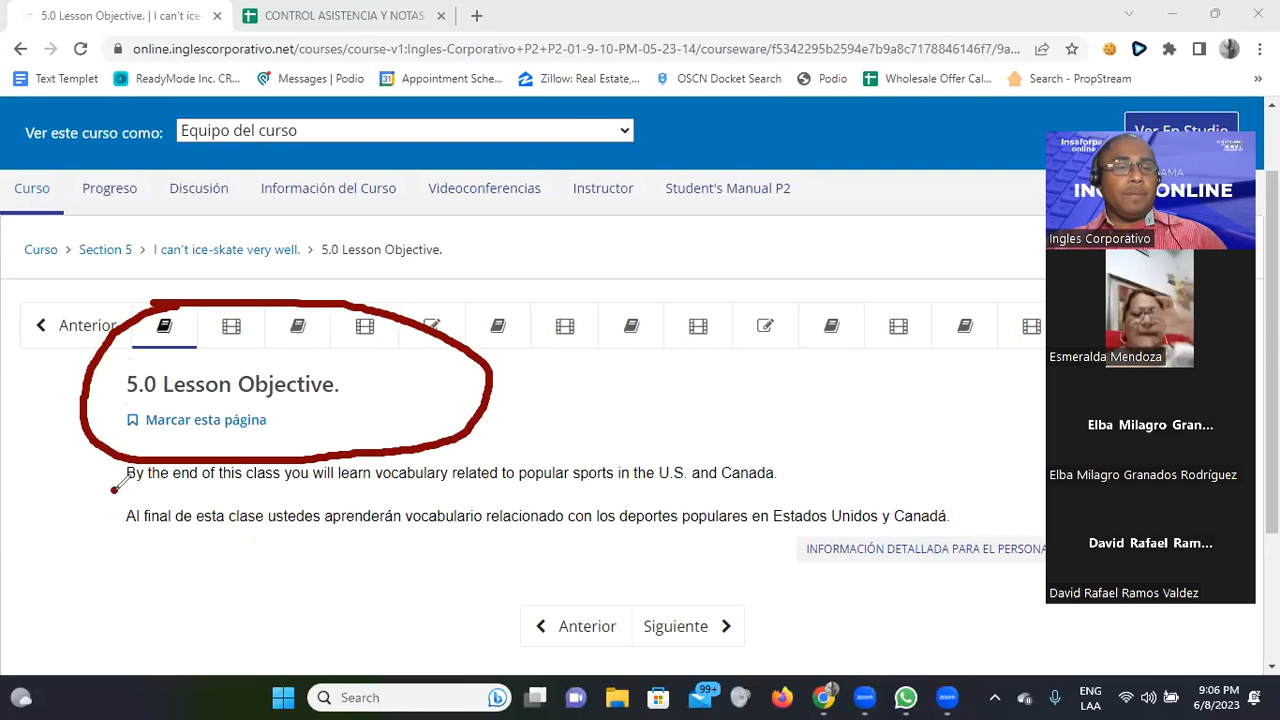 5.0 Lesson Objective. | I can't ice-
CONTROL ASISTENCIA Y NOTAS
online.inglescorporativo.net/courses/course-v1:Ingles-Corporativo+P2+P2-01-9-10-PM-05-23-14/courseware/f5342295b2594e7b9a8c7178846146f7/9a...
Text Templet
ReadyMode Inc. CR...
Messages | Podio
Appointment Sche...
Zillow: Real Estate,...
OSCN Docket Search
Podio
Wholesale Offer Cal...
Search - PropStream
Ver este curso como:
Equipo del curso
Ver En Studio
Curso
Progreso
Discusión
Información del Curso
Videoconferencias
Instructor
Student's Manual P2
Curso > Section 5 > I can't ice-skate very well. > 5.0 Lesson Objective.
Anterior
5.0 Lesson Objective.
Marcar esta página
By the end of this class you will learn vocabulary related to popular sports in the U.S. and Canada.
Al final de esta clase ustedes aprenderán vocabulario relacionado con los deportes populares en Estados Unidos y Canadá.
INFORMACIÓN DETALLADA PARA EL PERSONA
Anterior
Siguiente
Ingles Corporativo
Esmeralda Mendoza
Elba Milagro Gran...
Elba Milagro Granados Rodríguez
David Rafael Ram...
David Rafael Ramos Valdez
Search
99+
ENG
LAA
9:06 PM
6/8/2023